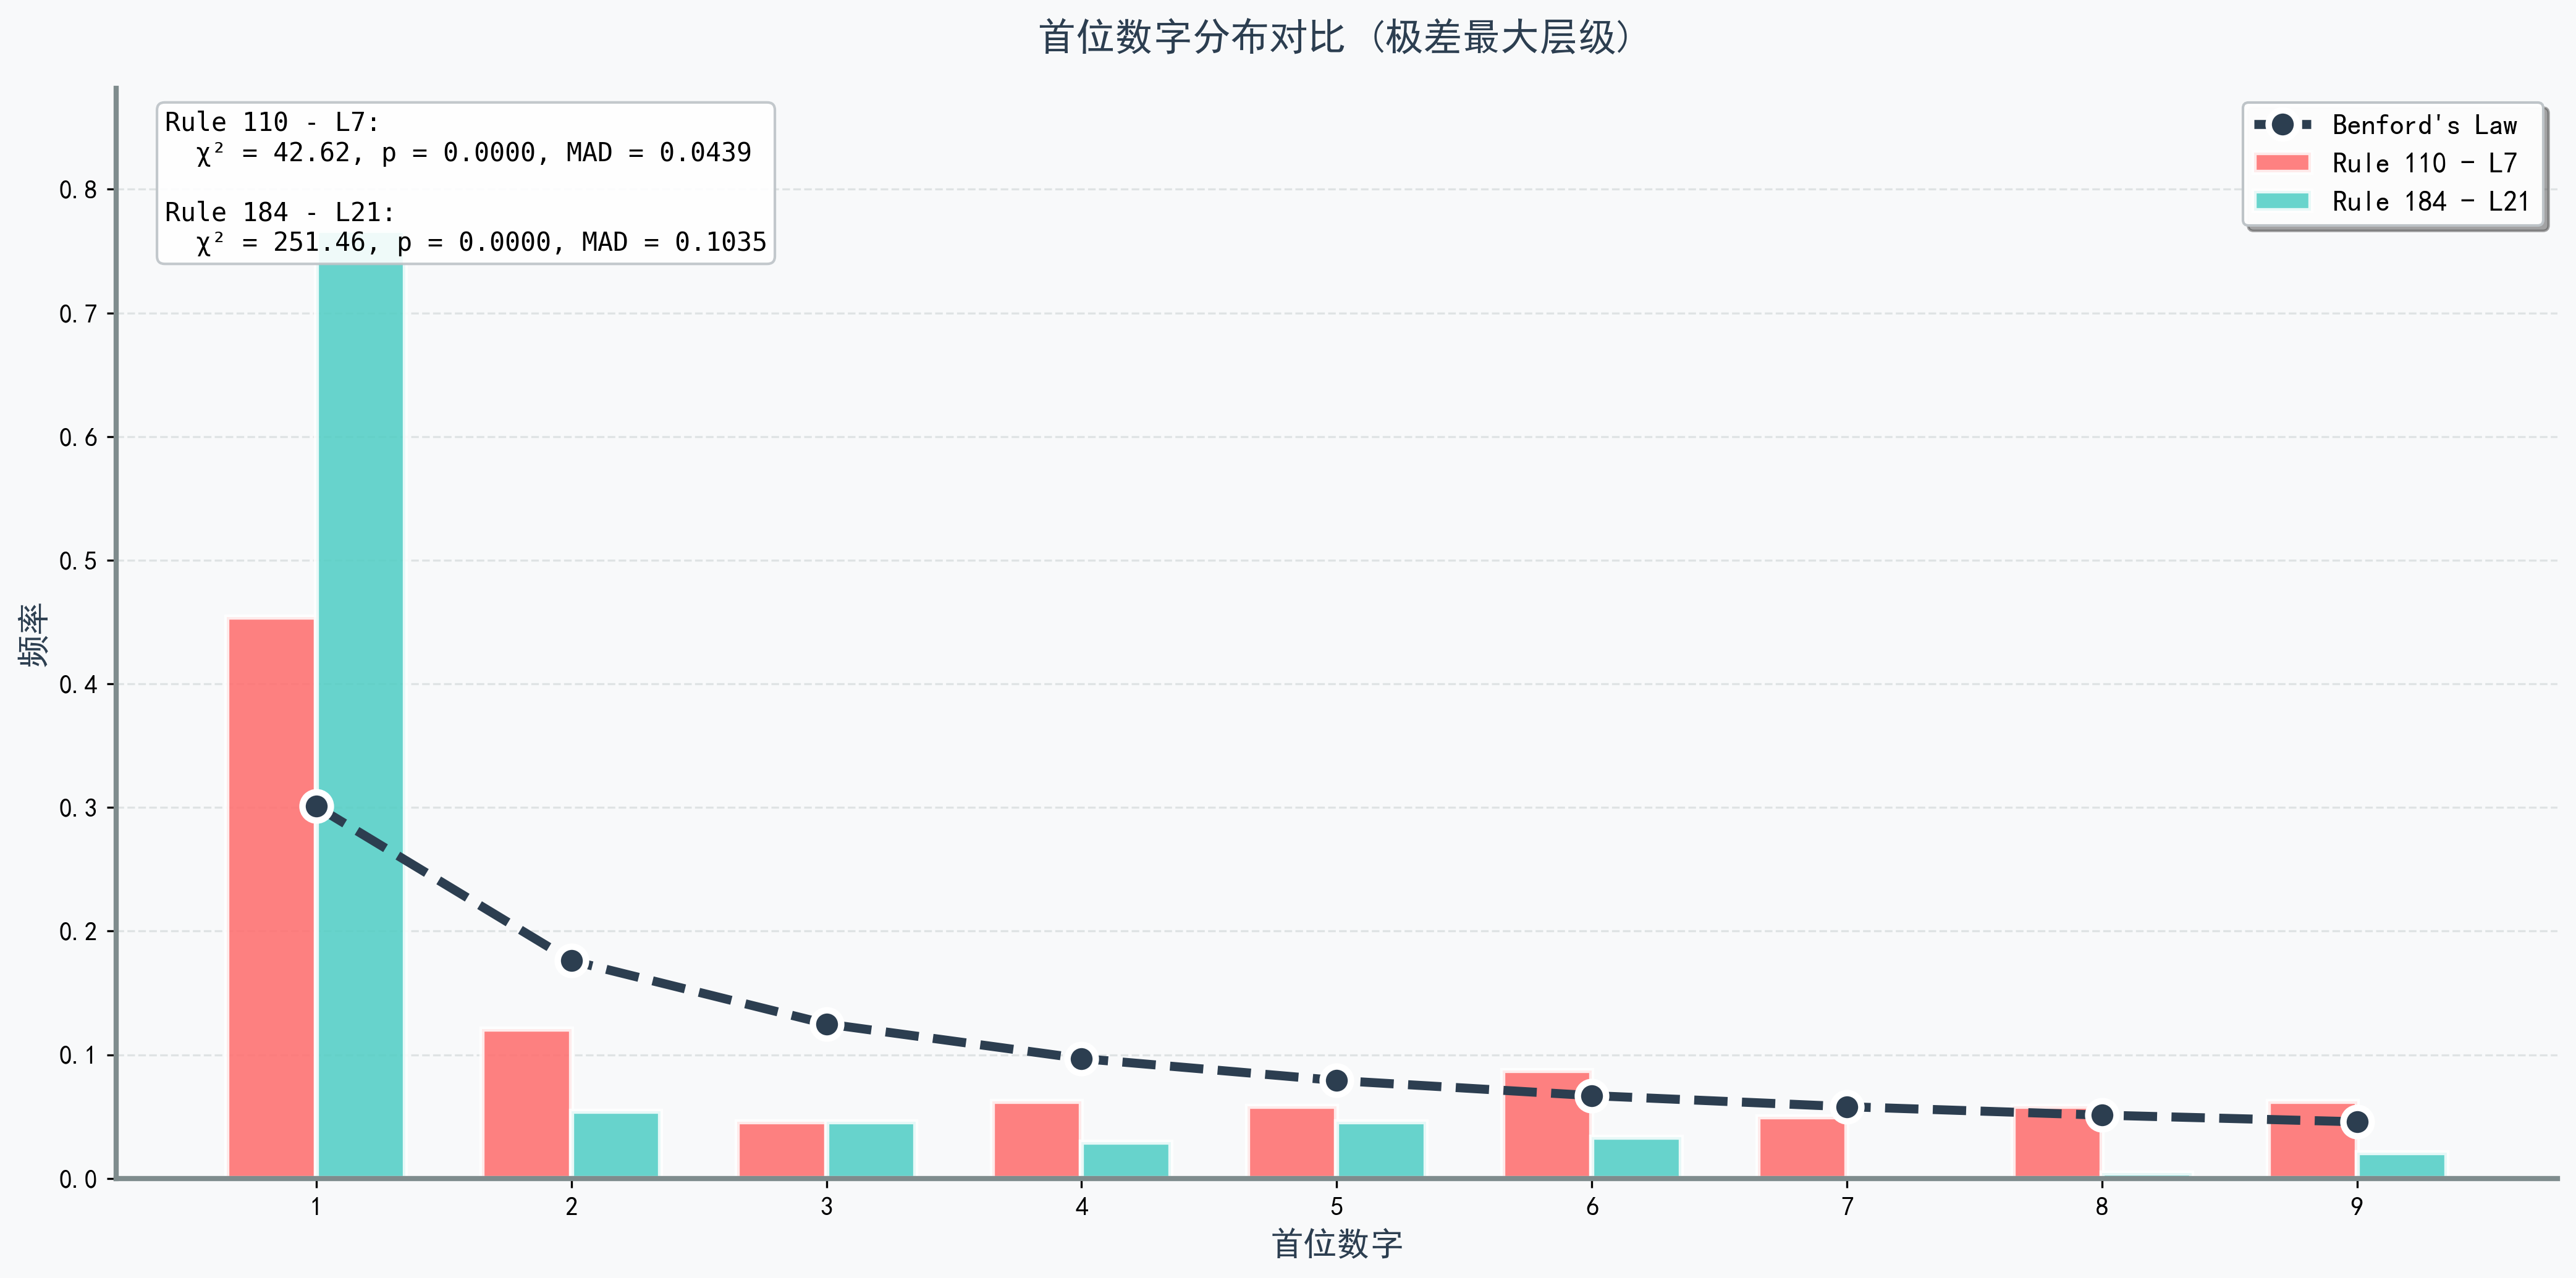 首位数字分布对比 (极差最大层级)
Rule 110 - L7:
χ² = 42.62, p = 0.0000, MAD = 0.0439
Rule 184 - L21:
χ² = 251.46, p = 0.0000, MAD = 0.1035
Benford's Law
Rule 110 - L7
Rule 184 - L21
频率
0.8
0.7
0.6
0.5
0.4
0.3
0.2
0.1
0.0
1 2 3 4 5 6 7 8 9
首位数字